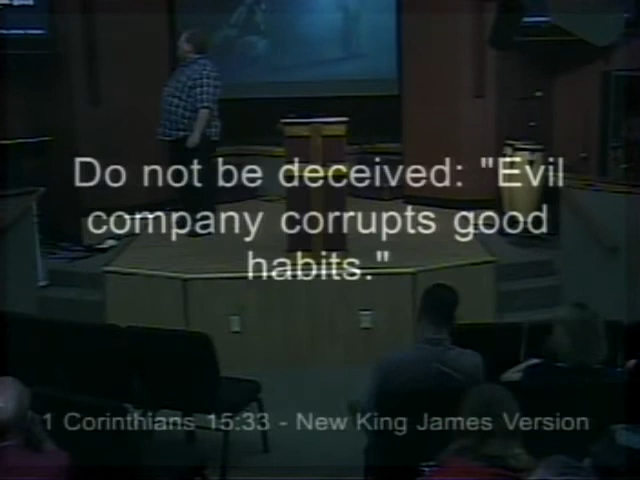 Do not be deceived: "Evil
company corrupts good
habits."
1 Corinthians 15:33 - New King James Version